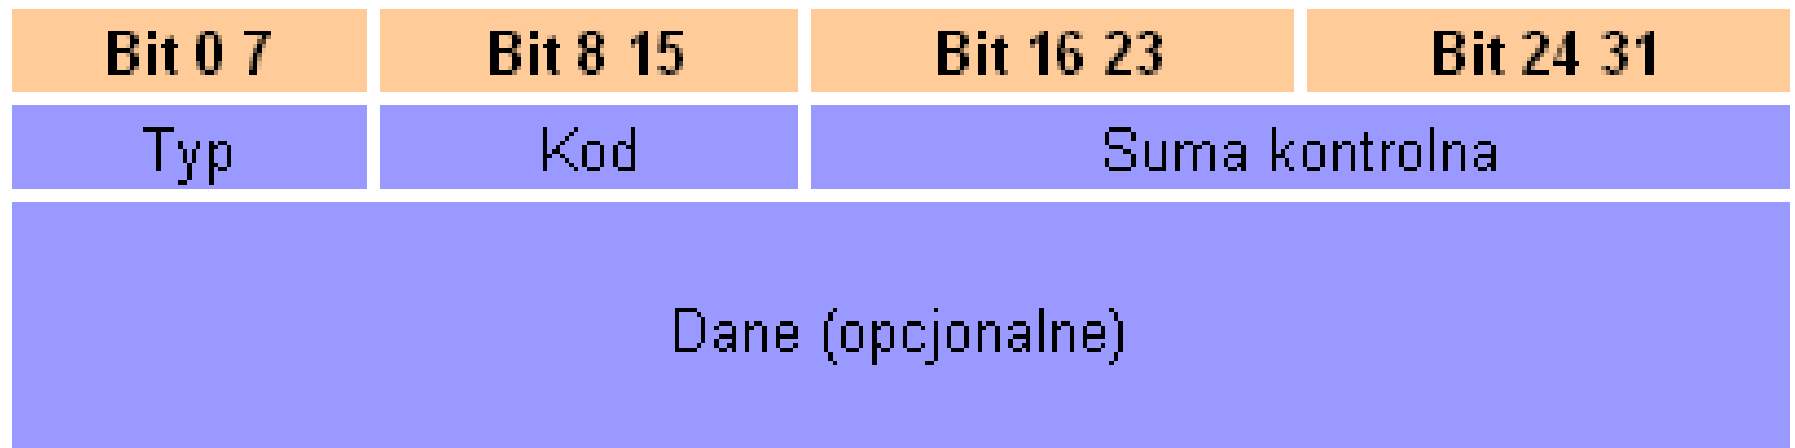 Bit 0 7 Bit 8 15 Bit 16 23 Bit 24 31
Typ Kod Suma kontrolna
Dane (opcjonalne)